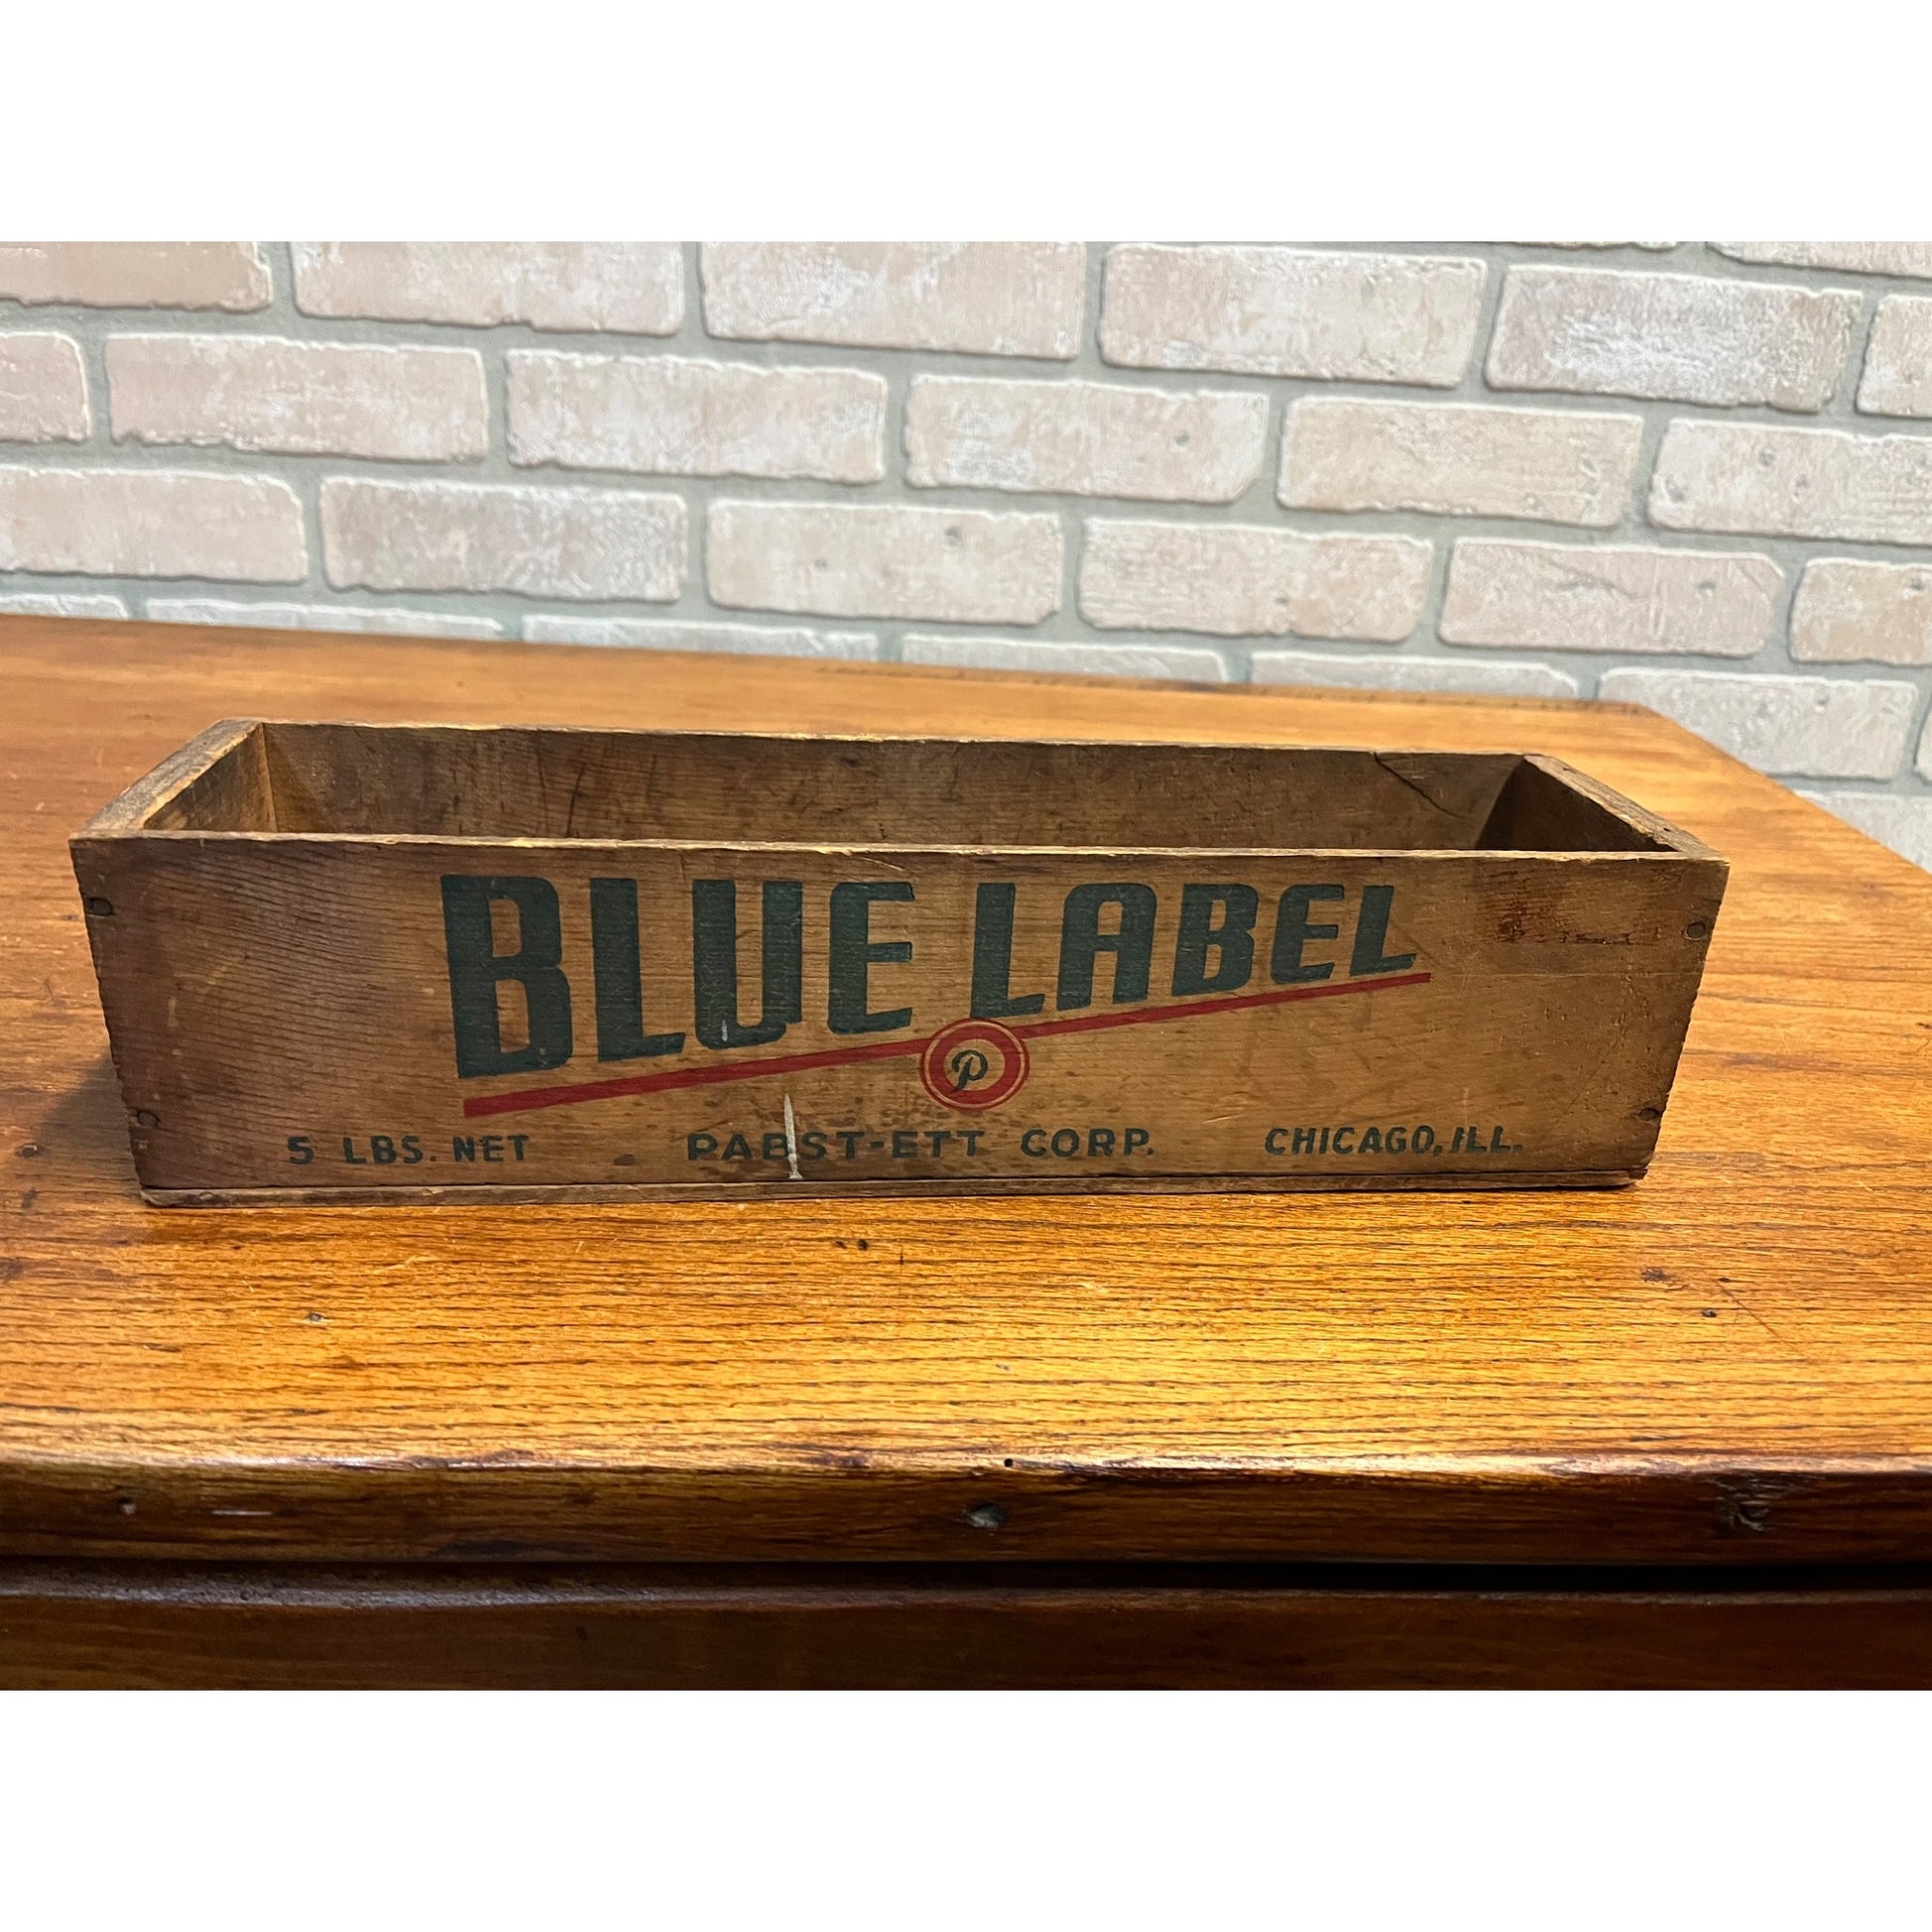 BLUE LABEL
P
5 LBS. NET PABST-ETT CORP. CHICAGO, ILL.